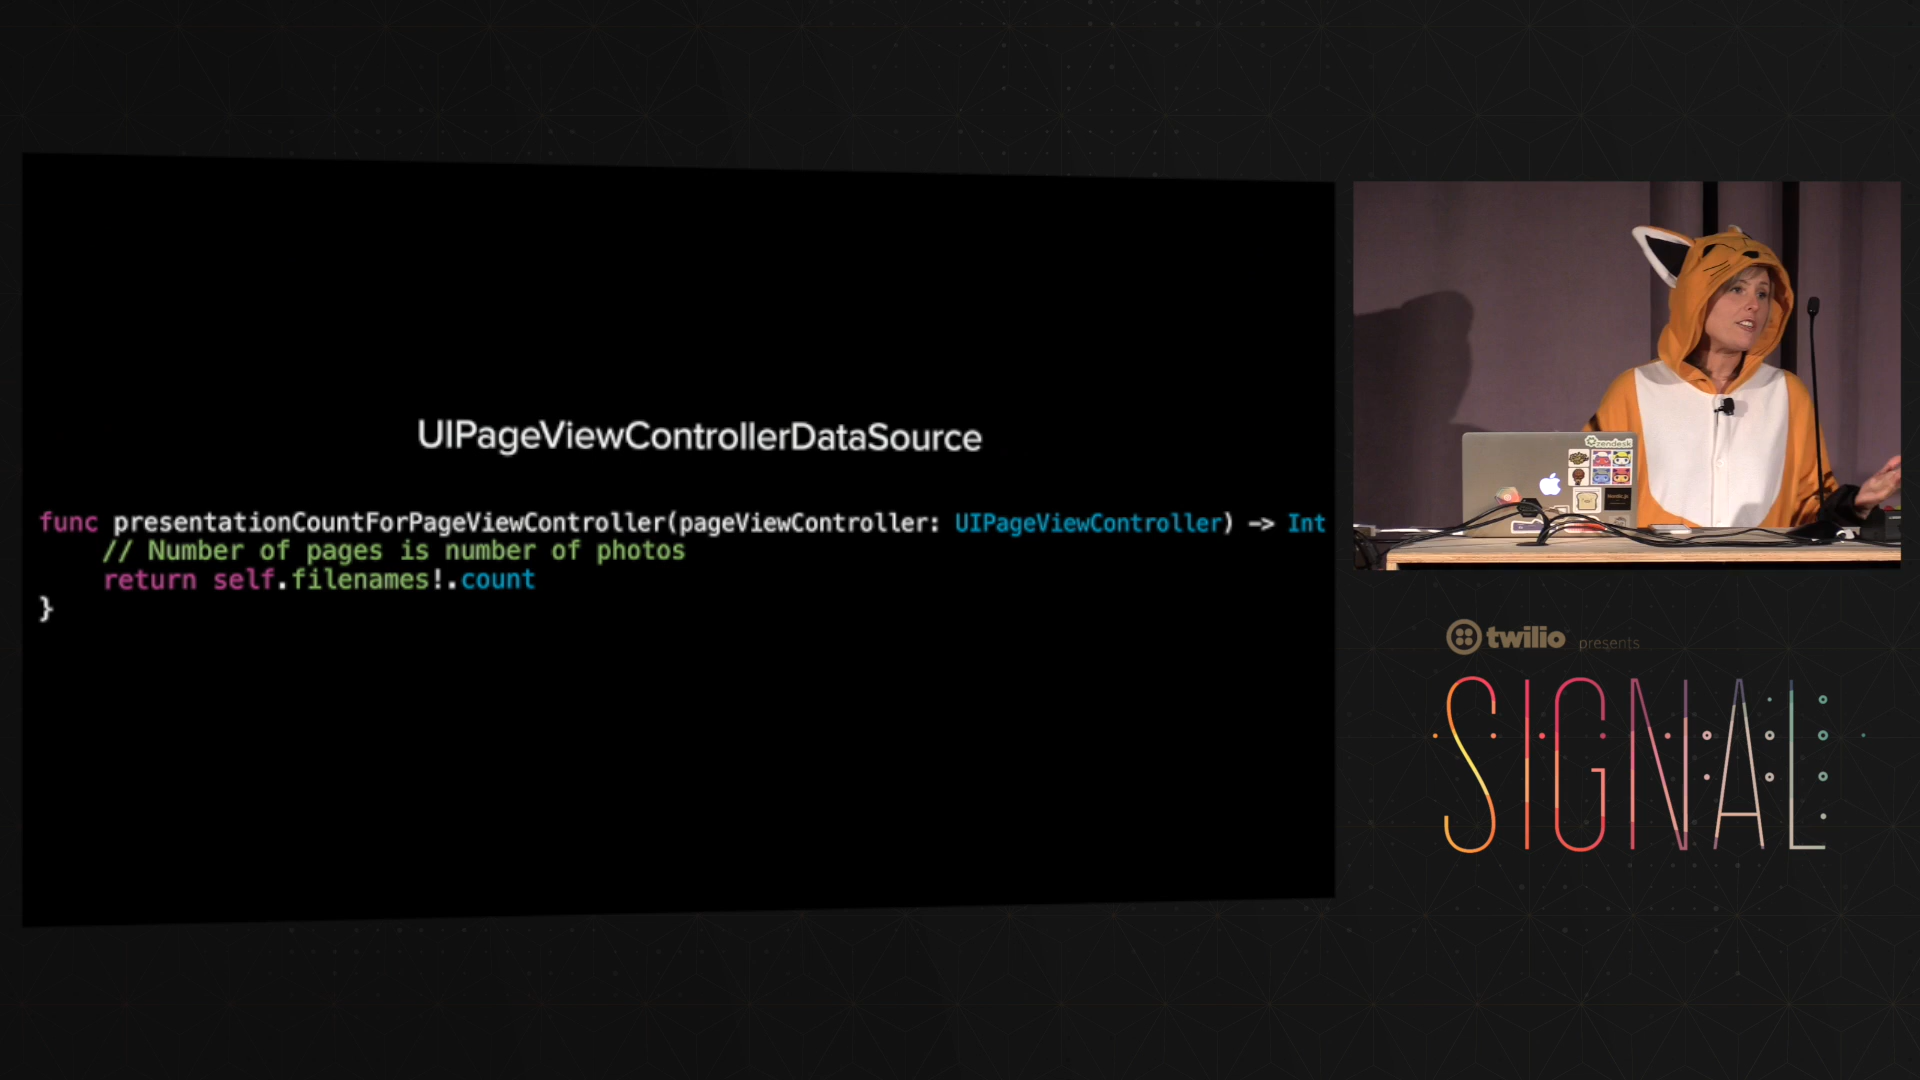 UIPageViewControllerDataSource
func presentationCountForPageViewController(pageViewController: UIPageViewController) -> Int
// Number of pages is number of photos
return self.filenames!.count
}
zendesk
twilio presents
SIGNAL